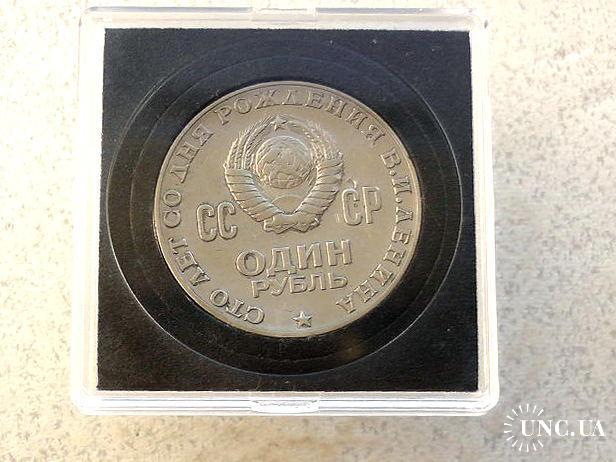 СТО ЛЕТ СО ДНЯ РОЖДЕНИЯ В.И.ЛЕНИНА
СС СР
ОДИН
РУБЛЬ
UNC.UA